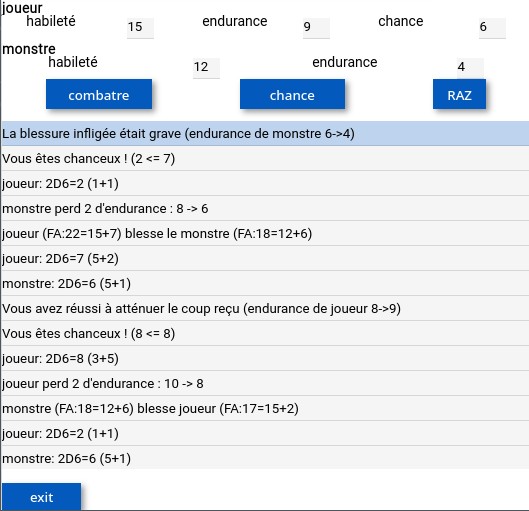 joueur
habileté 15 endurance 9 chance 6
monstre
habileté 12 endurance 4
combatre chance RAZ
La blessure infligée était grave (endurance de monstre 6->4)
Vous êtes chanceux ! (2 <= 7)
joueur: 2D6=2 (1+1)
monstre perd 2 d'endurance : 8 -> 6
joueur (FA:22=15+7) blesse le monstre (FA:18=12+6)
joueur: 2D6=7 (5+2)
monstre: 2D6=6 (5+1)
Vous avez réussi à atténuer le coup reçu (endurance de joueur 8->9)
Vous êtes chanceux ! (8 <= 8)
joueur: 2D6=8 (3+5)
joueur perd 2 d'endurance : 10 -> 8
monstre (FA:18=12+6) blesse joueur (FA:17=15+2)
joueur: 2D6=2 (1+1)
monstre: 2D6=6 (5+1)
exit